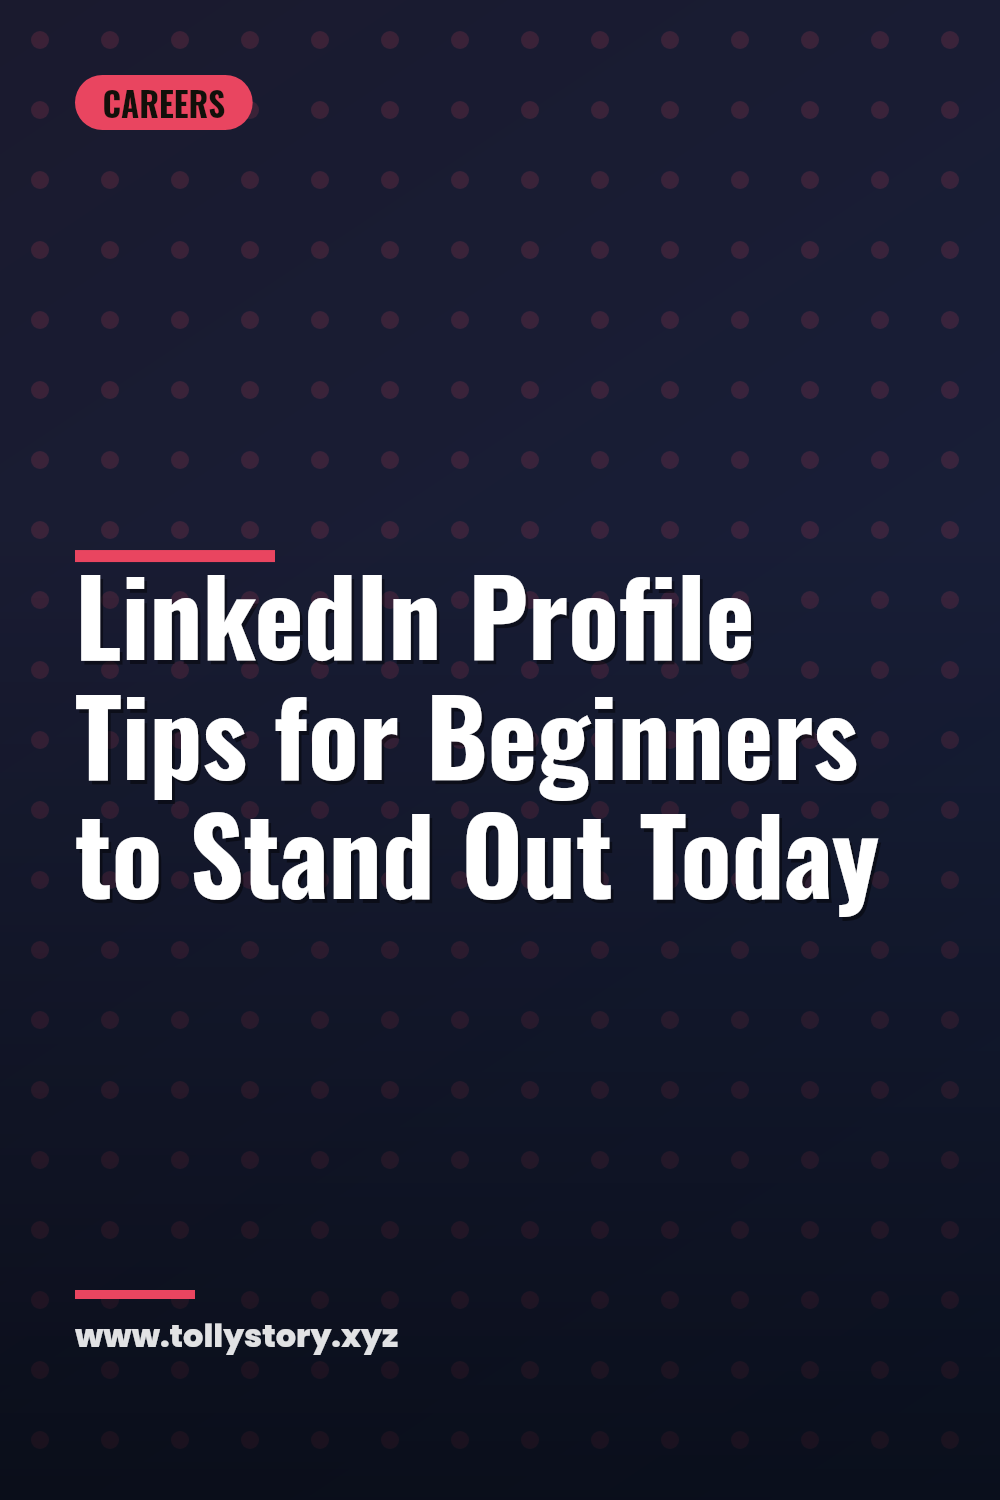 CAREERS
LinkedIn Profile
Tips for Beginners
to Stand Out Today
www.tollystory.xyz